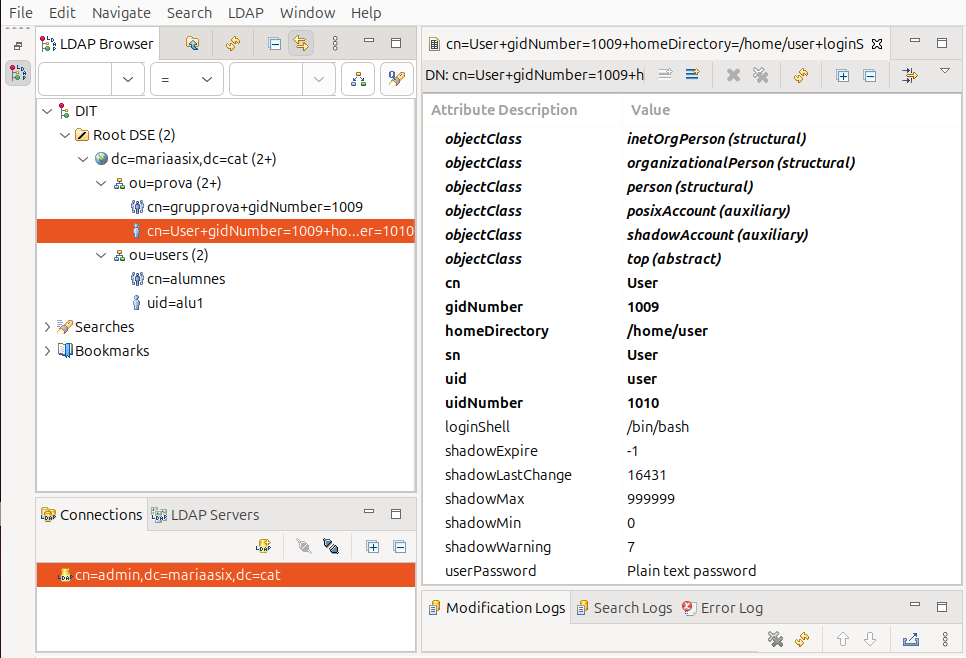 File Edit Navigate Search LDAP Window Help
LDAP Browser
=
DIT
Root DSE (2)
dc=mariaasix,dc=cat (2+)
ou=prova (2+)
cn=grupprova+gidNumber=1009
cn=User+gidNumber=1009+ho...er=1010
ou=users (2)
cn=alumnes
uid=alu1
Searches
Bookmarks
Connections LDAP Servers
cn=admin,dc=mariaasix,dc=cat
cn=User+gidNumber=1009+homeDirectory=/home/user+loginS
DN: cn=User+gidNumber=1009+h
Attribute Description Value
objectClass inetOrgPerson (structural)
objectClass organizationalPerson (structural)
objectClass person (structural)
objectClass posixAccount (auxiliary)
objectClass shadowAccount (auxiliary)
objectClass top (abstract)
cn User
gidNumber 1009
homeDirectory /home/user
sn User
uid user
uidNumber 1010
loginShell /bin/bash
shadowExpire -1
shadowLastChange 16431
shadowMax 999999
shadowMin 0
shadowWarning 7
userPassword Plain text password
Modification Logs Search Logs Error Log